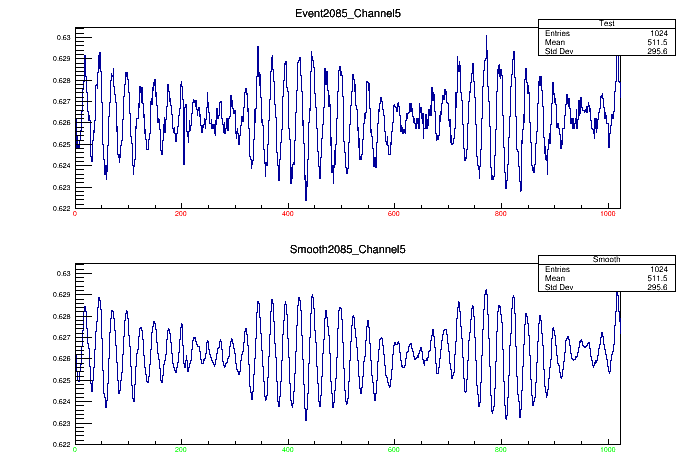 Event2085_Channel5
Test
Entries 1024
Mean 511.5
Std Dev 295.6
0.63
0.629
0.628
0.627
0.626
0.625
0.624
0.623
0.622
0 200 400 600 800 1000
Smooth2085_Channel5
Smooth
Entries 1024
Mean 511.5
Std Dev 295.6
0.63
0.629
0.628
0.627
0.626
0.625
0.624
0.623
0.622
0 200 400 600 800 1000